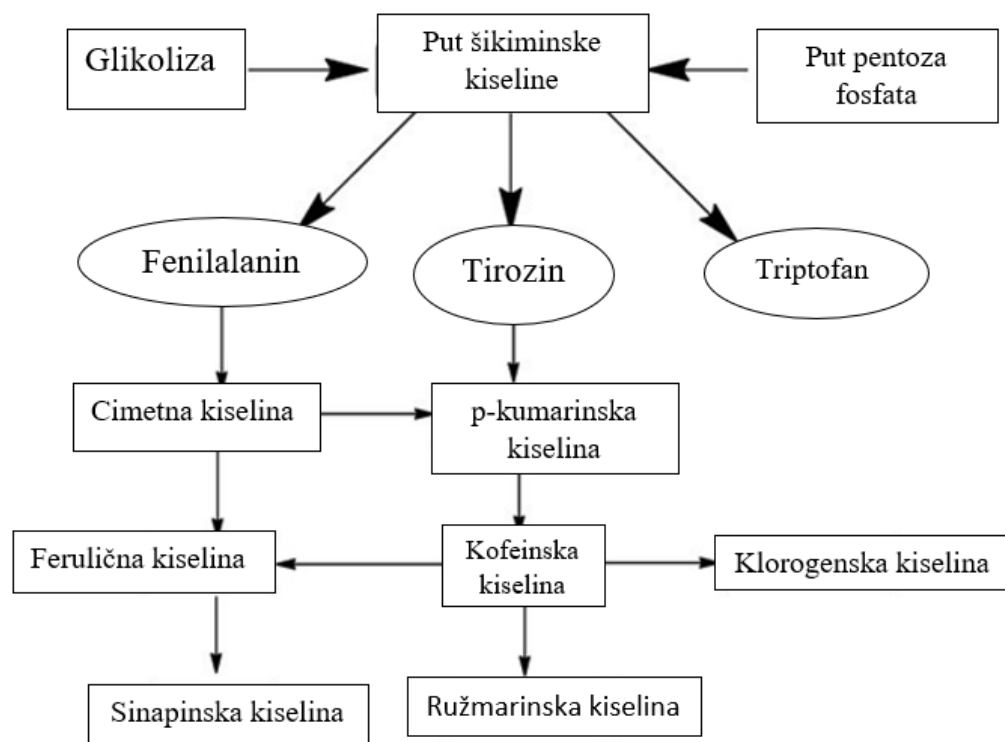 Glikoliza
Put šikiminske
kiseline
Put pentoza
fosfata
Fenilalanin
Tirozin
Triptofan
Cimetna kiselina
p-kumarinska
kiselina
Ferulična kiselina
Kofeinska
kiselina
Klorogenska kiselina
Sinapinska kiselina
Ružmarinska kiselina